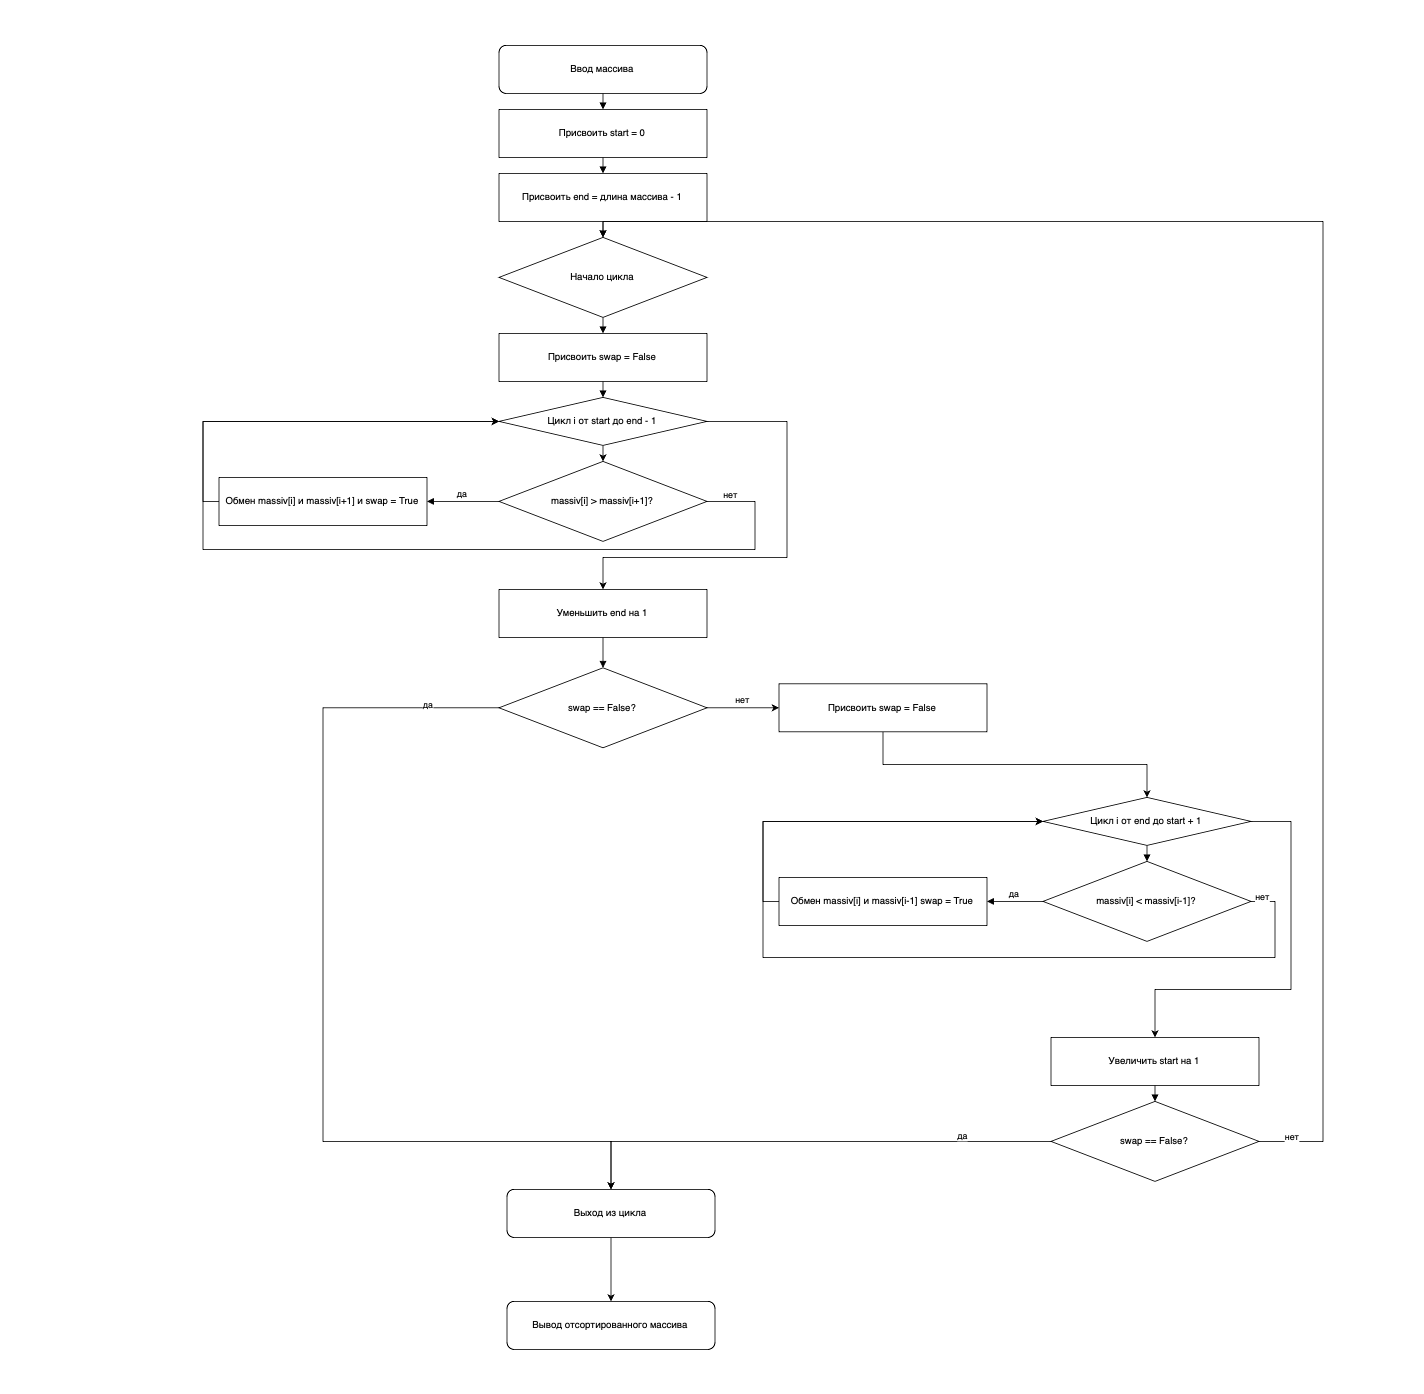 Ввод массива
Присвоить start = 0
Присвоить end = длина массива - 1
Начало цикла
Присвоить swap = False
Цикл i от start до end - 1
Обмен massiv[i] и massiv[i+1] и swap = True
да
massiv[i] > massiv[i+1]?
нет
Уменьшить end на 1
да
swap == False?
нет
Присвоить swap = False
Цикл i от end до start + 1
Обмен massiv[i] и massiv[i-1] swap = True
да
massiv[i] < massiv[i-1]?
нет
Увеличить start на 1
да
swap == False?
нет
Выход из цикла
Вывод отсортированного массива